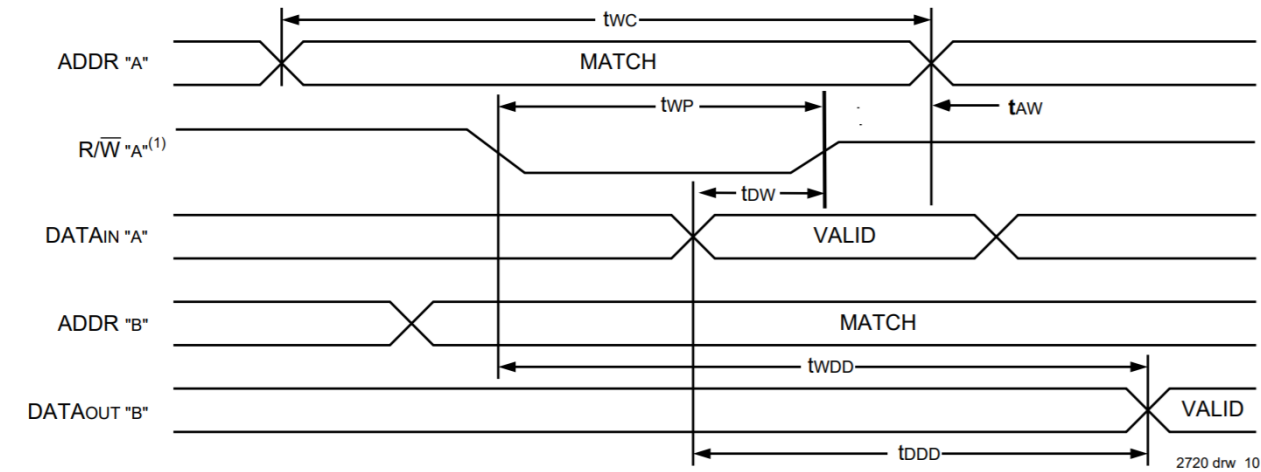 tWC
ADDR "A"
MATCH
tWP
tAW
R/W̅ "A"(1)
tDW
DATAIN "A"
VALID
ADDR "B"
MATCH
tWDD
DATAOUT "B"
VALID
tDDD
2720 drw 10